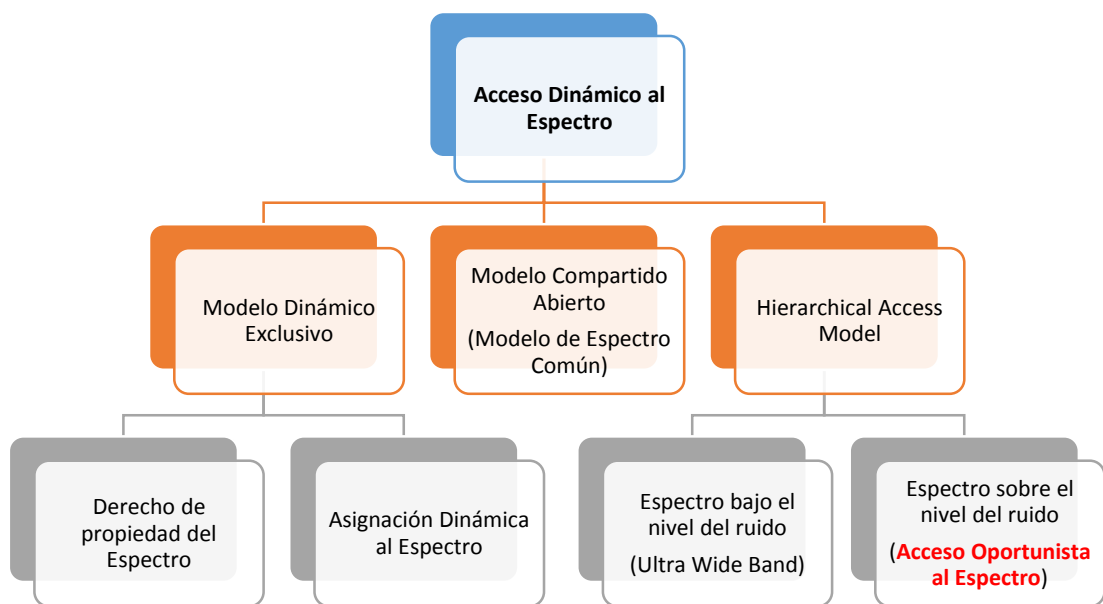 Acceso Dinámico al
Espectro
Modelo Dinámico
Exclusivo
Modelo Compartido
Abierto
(Modelo de Espectro
Común)
Hierarchical Access
Model
Derecho de
propiedad del
Espectro
Asignación Dinámica
al Espectro
Espectro bajo el
nivel del ruido
(Ultra Wide Band)
Espectro sobre el
nivel del ruido
(Acceso Oportunista
al Espectro)